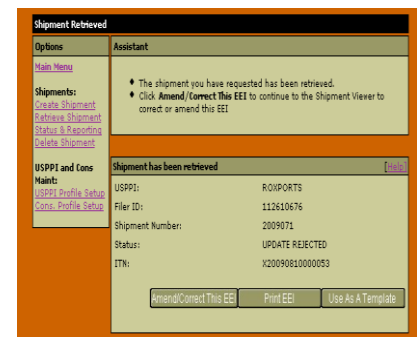 Shipment Retrieved
Options
Main Menu
Shipments:
Create Shipment
Retrieve Shipment
Status & Reporting
Delete Shipment
USPPI and Cons
Maint:
USPPI Profile Setup
Cons. Profile Setup
Assistant
♦ The shipment you have requested has been retrieved.
♦ Click Amend/Correct This EEI to continue to the Shipment Viewer to
correct or amend this EEI
Shipment has been retrieved [Help]
USPPI: ROXPORTS
Filer ID: 112610676
Shipment Number: 2009071
Status: UPDATE REJECTED
ITN: X20090810000053
Amend/Correct This EEI Print EEI Use As A Template